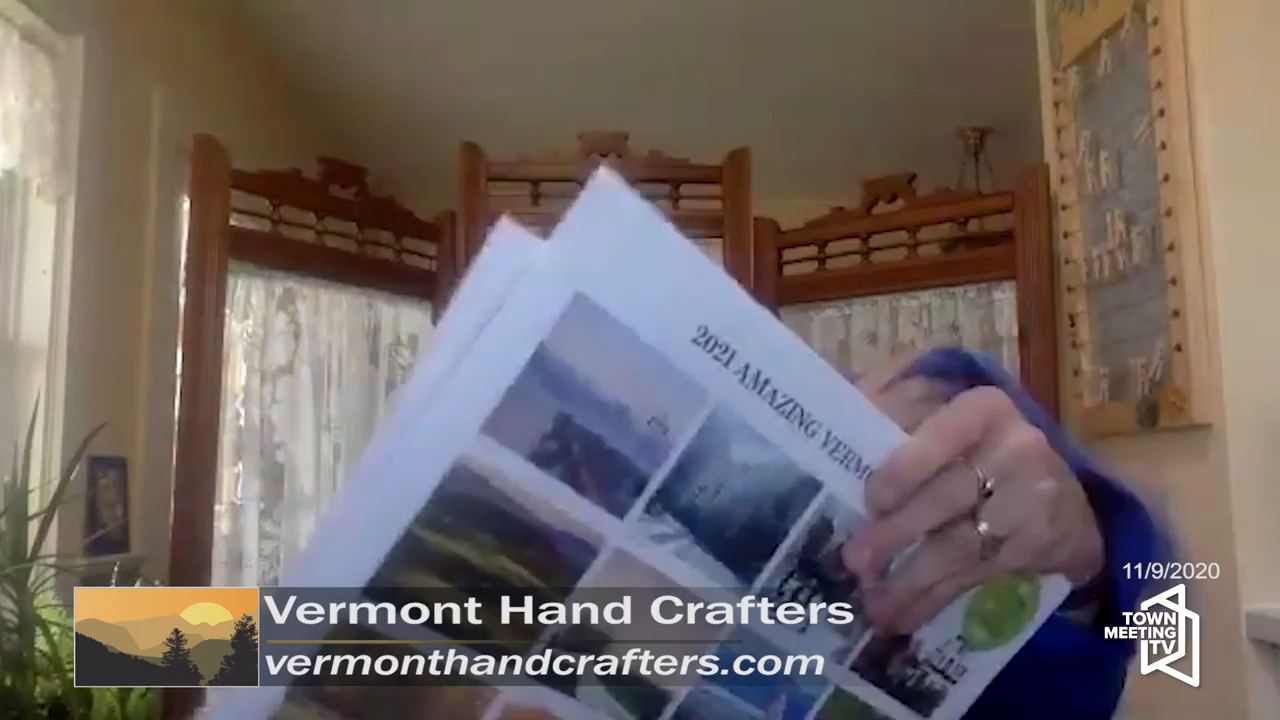 2021 AMAZING VERM
Vermont Hand Crafters
vermonthandcrafters.com
11/9/2020
TOWN
MEETING
TV